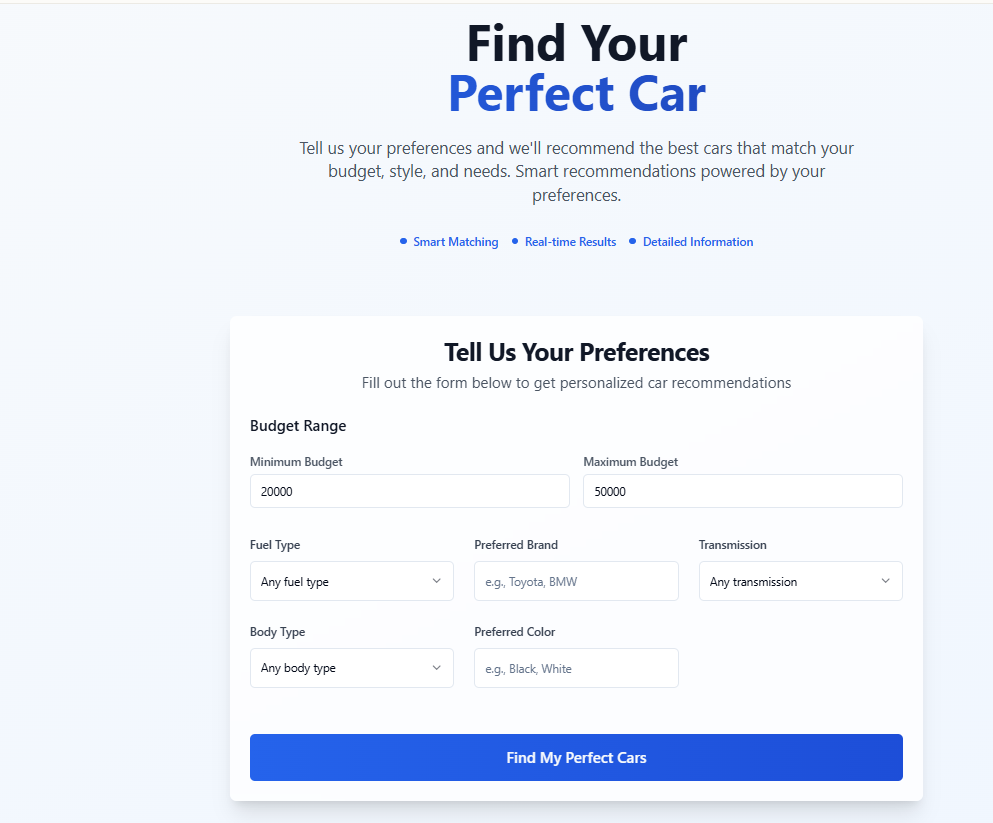 Find Your
Perfect Car
Tell us your preferences and we'll recommend the best cars that match your
budget, style, and needs. Smart recommendations powered by your
preferences.
Smart Matching
Real-time Results
Detailed Information
Tell Us Your Preferences
Fill out the form below to get personalized car recommendations
Budget Range
Minimum Budget
Maximum Budget
20000
50000
Fuel Type
Preferred Brand
Transmission
Any fuel type
e.g., Toyota, BMW
Any transmission
Body Type
Preferred Color
Any body type
e.g., Black, White
Find My Perfect Cars